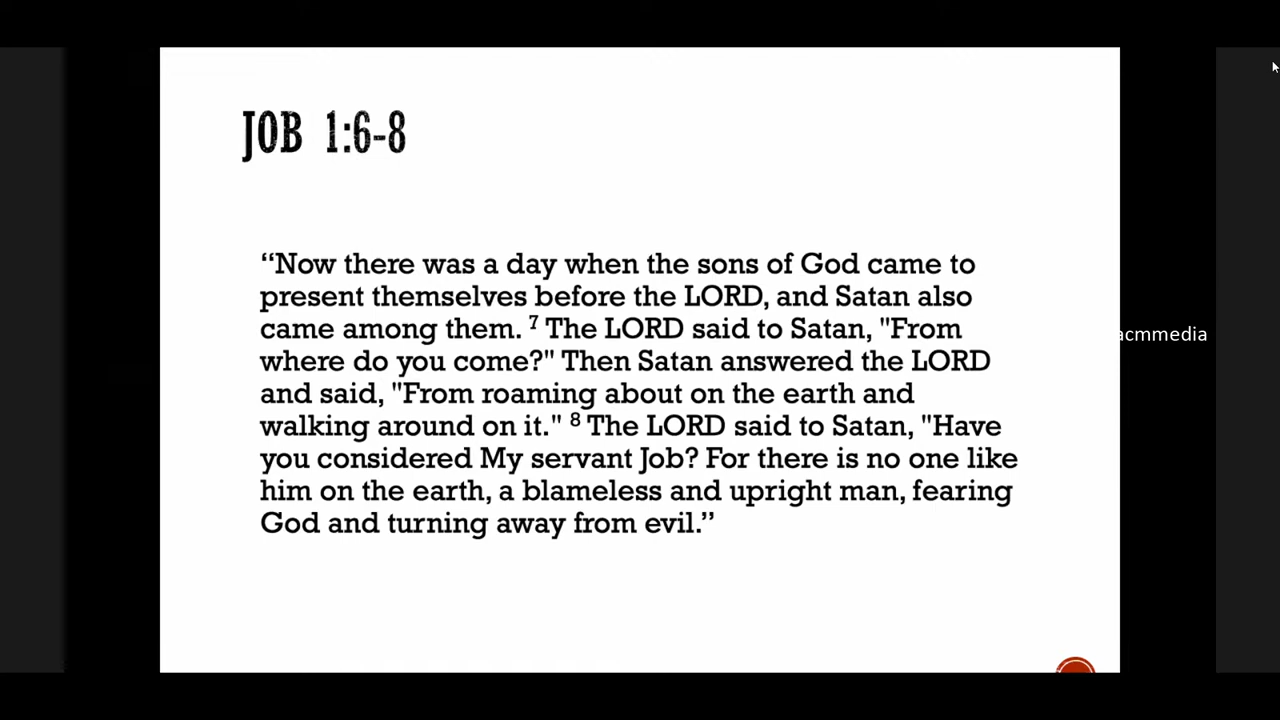 JOB 1:6-8
“Now there was a day when the sons of God came to
present themselves before the LORD, and Satan also
came among them. ⁷ The LORD said to Satan, "From
where do you come?" Then Satan answered the LORD
and said, "From roaming about on the earth and
walking around on it." ⁸ The LORD said to Satan, "Have
you considered My servant Job? For there is no one like
him on the earth, a blameless and upright man, fearing
God and turning away from evil.”
acmmedia